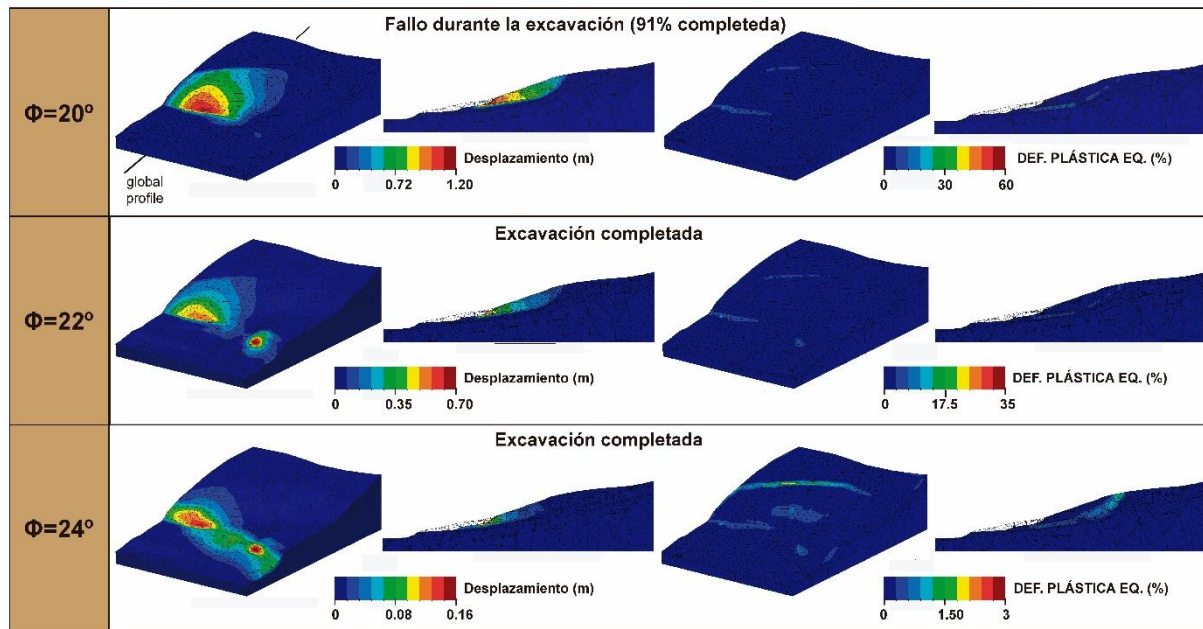 Fallo durante la excavación (91% completeda)
Φ=20º
global
profile
Desplazamiento (m)
0 0.72 1.20
DEF. PLÁSTICA EQ. (%)
0 30 60
Excavación completada
Φ=22º
Desplazamiento (m)
0 0.35 0.70
DEF. PLÁSTICA EQ. (%)
0 17.5 35
Excavación completada
Φ=24º
Desplazamiento (m)
0 0.08 0.16
DEF. PLÁSTICA EQ. (%)
0 1.50 3